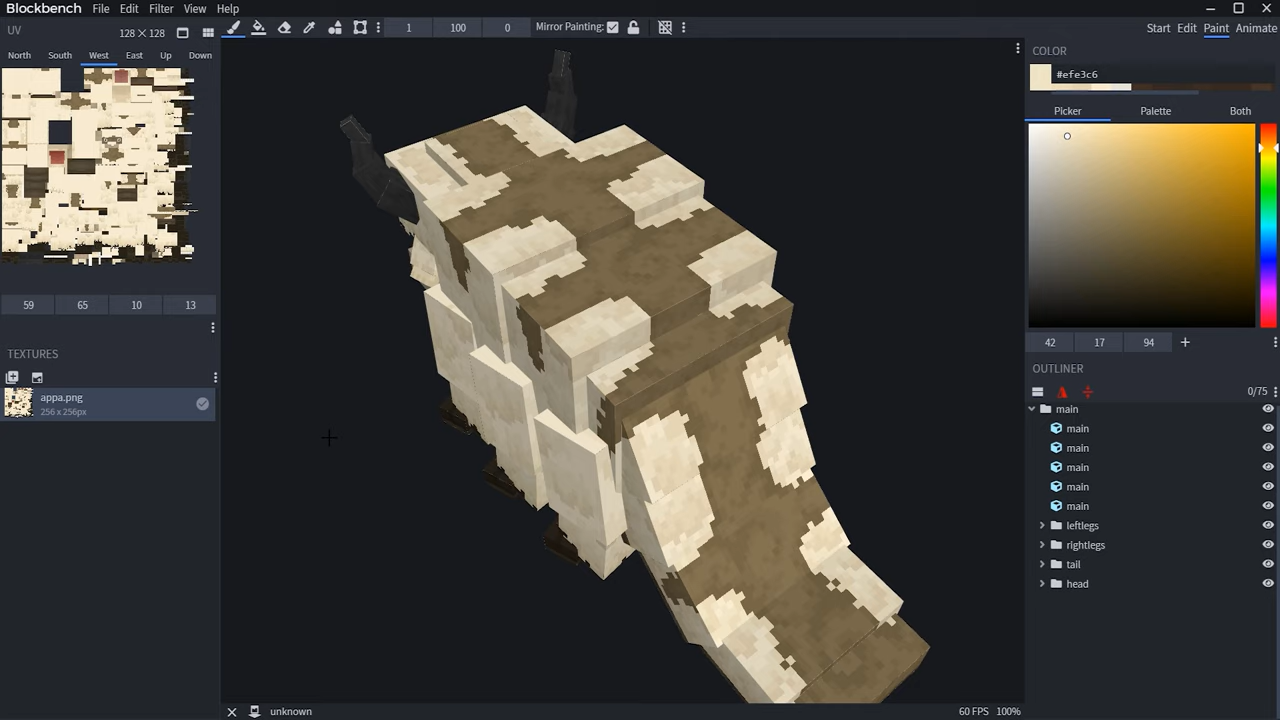 Blockbench File Edit Filter View Help
UV 128 × 128 1 100 0 Mirror Painting: Start Edit Paint Animate
North South West East Up Down
COLOR
#efe3c6
Picker Palette Both
59 65 10 13
42 17 94
TEXTURES
OUTLINER
0/75
appa.png
256 x 256px
main
main
main
main
main
main
leftlegs
rightlegs
tail
head
unknown 60 FPS 100%